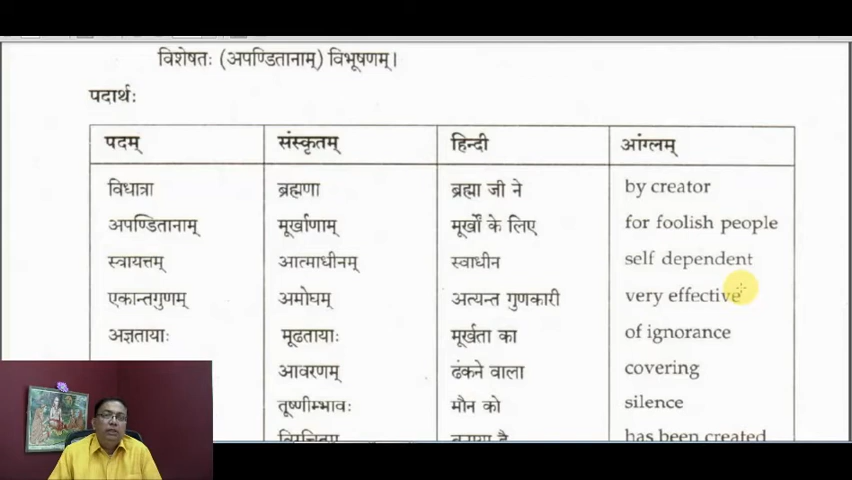 विशेषतः (अपण्डितानाम्) विभूषणम्।
पदार्थः
पदम् संस्कृतम् हिन्दी आंग्लम्
विधात्रा ब्रह्मणा ब्रह्मा जी ने by creator
अपण्डितानाम् मूर्खाणाम् मूर्खों के लिए for foolish people
स्वायत्तम् आत्माधीनम् स्वाधीन self dependent
एकान्तगुणम् अमोघम् अत्यन्त गुणकारी very effective
अज्ञतायाः मूढतायाः मूर्खता का of ignorance
आवरणम् ढंकने वाला covering
तूष्णीम्भावः मौन को silence
has been created